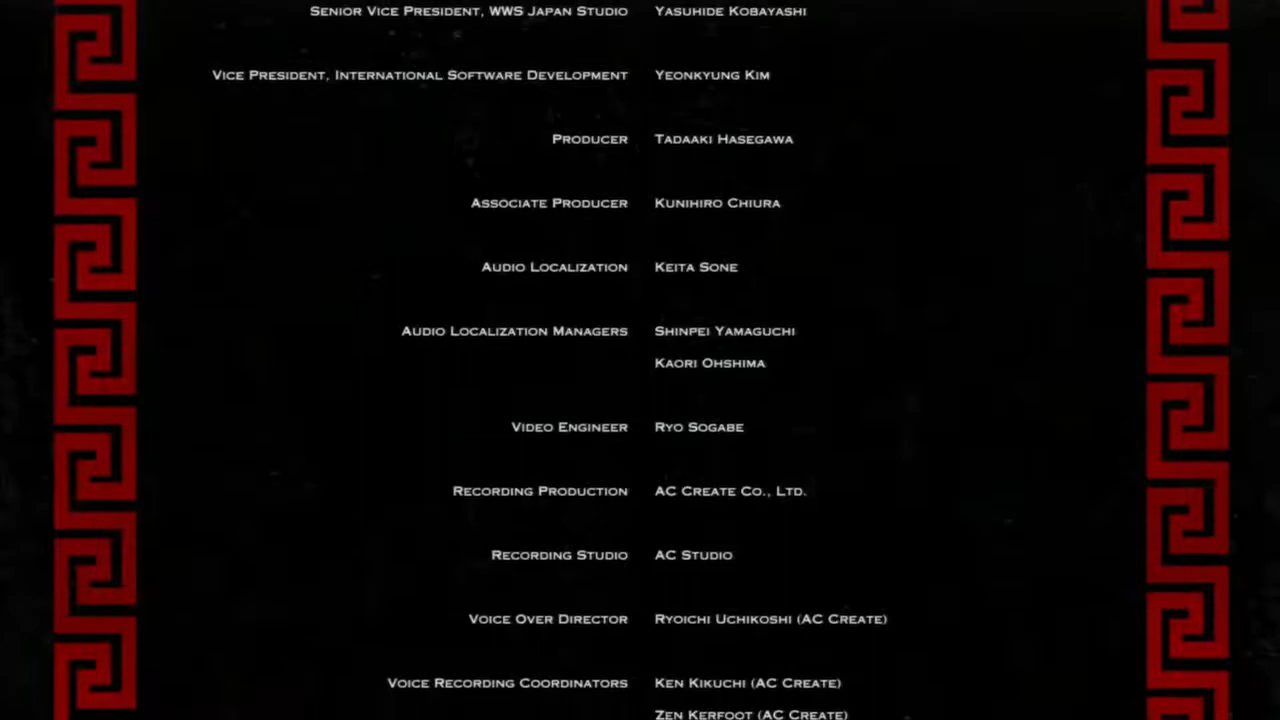 Senior Vice President, WWS Japan Studio Yasuhide Kobayashi
Vice President, International Software Development Yeonkyung Kim
Producer Tadaaki Hasegawa
Associate Producer Kunihiro Chiura
Audio Localization Keita Sone
Audio Localization Managers Shinpei Yamaguchi
Kaori Ohshima
Video Engineer Ryo Sogabe
Recording Production AC Create Co., Ltd.
Recording Studio AC Studio
Voice Over Director Ryoichi Uchikoshi (AC Create)
Voice Recording Coordinators Ken Kikuchi (AC Create)
Zen Kerfoot (AC Create)